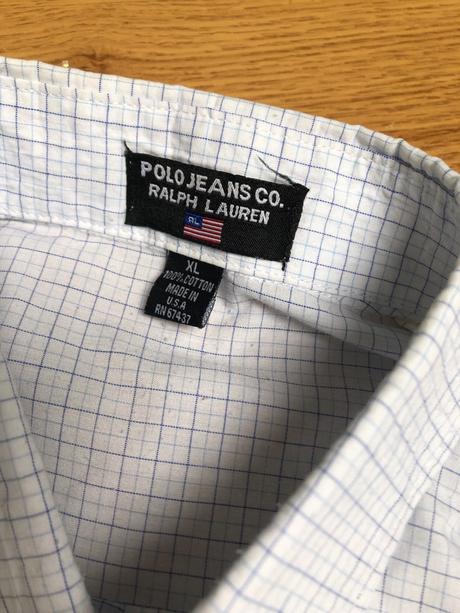 POLO JEANS CO.
RALPH LAUREN
RL
XL
100% COTTON
MADE IN
U.S.A
RN 67437